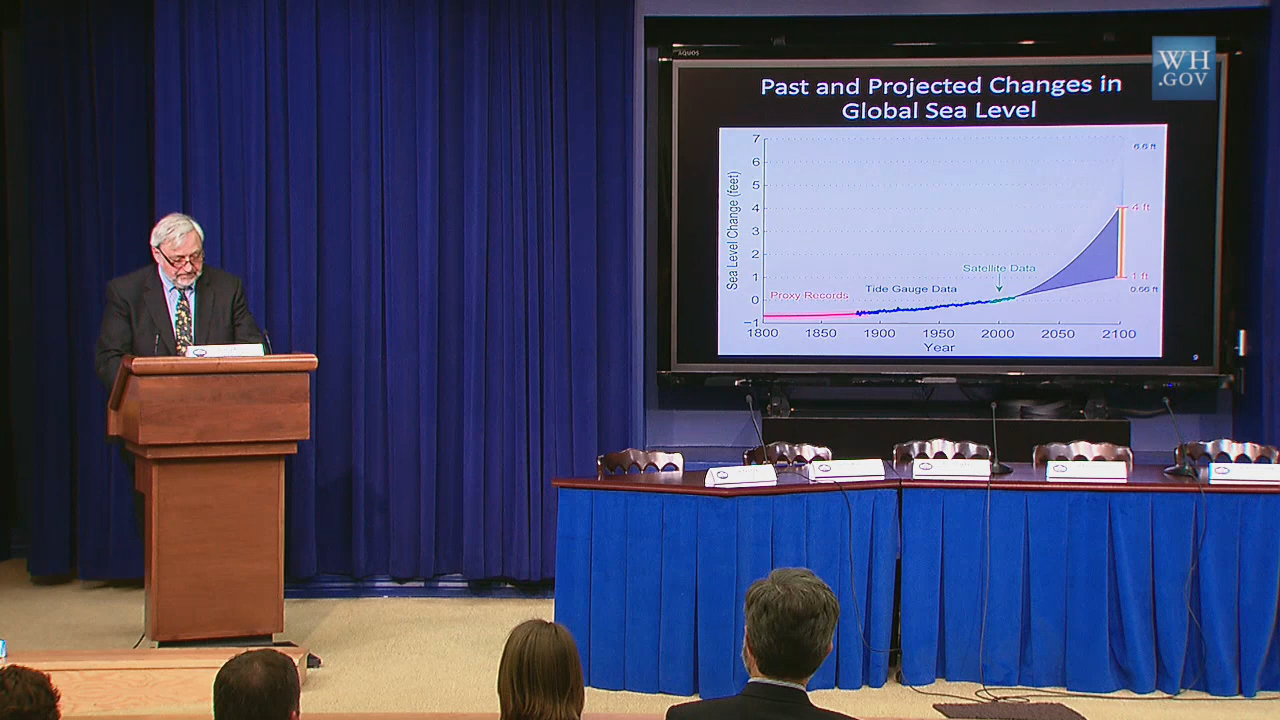 AQUOS
WH
.GOV
Past and Projected Changes in
Global Sea Level
7
6.6 ft
6
5
4
4 ft
3
2
Sea Level Change (feet)
Satellite Data
1
1 ft
Proxy Records
Tide Gauge Data
0.66 ft
0
−1
1800 1850 1900 1950 2000 2050 2100
Year
9